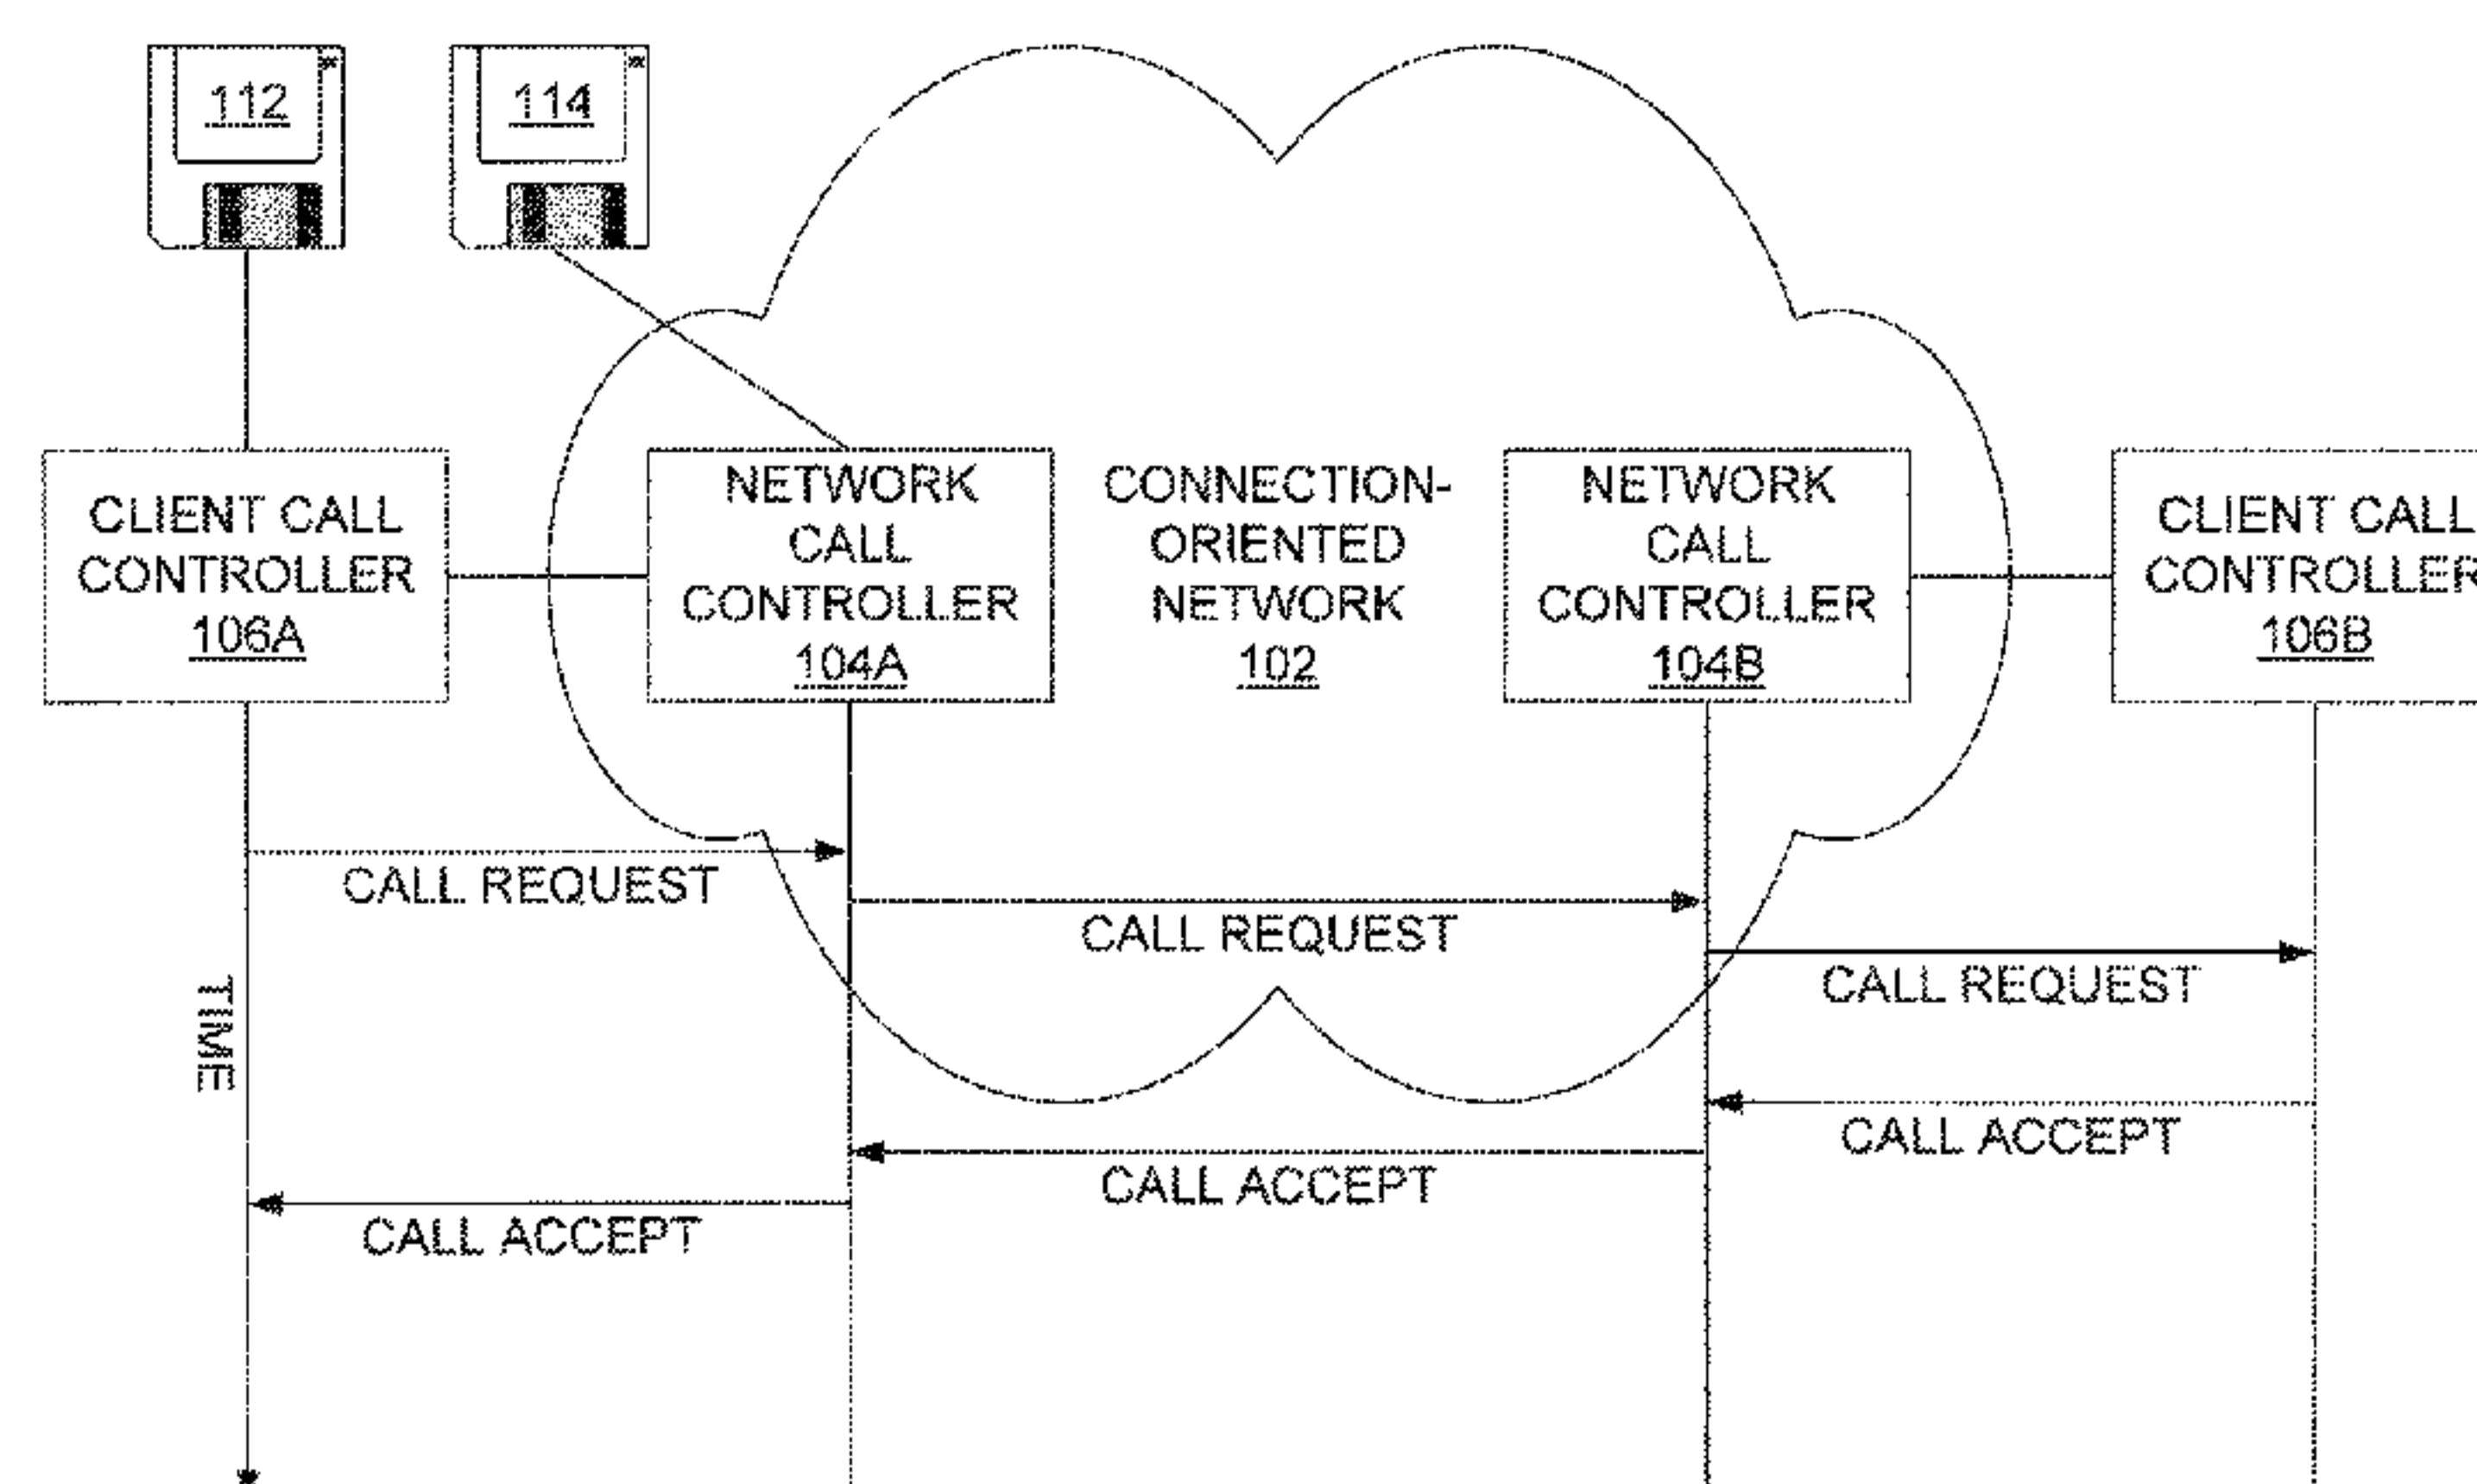 112
114
CLIENT CALL
CONTROLLER
106A
NETWORK
CALL
CONTROLLER
104A
CONNECTION-
ORIENTED
NETWORK
102
NETWORK
CALL
CONTROLLER
104B
CLIENT CALL
CONTROLLER
106B
CALL REQUEST
CALL REQUEST
CALL REQUEST
TIME
CALL ACCEPT
CALL ACCEPT
CALL ACCEPT